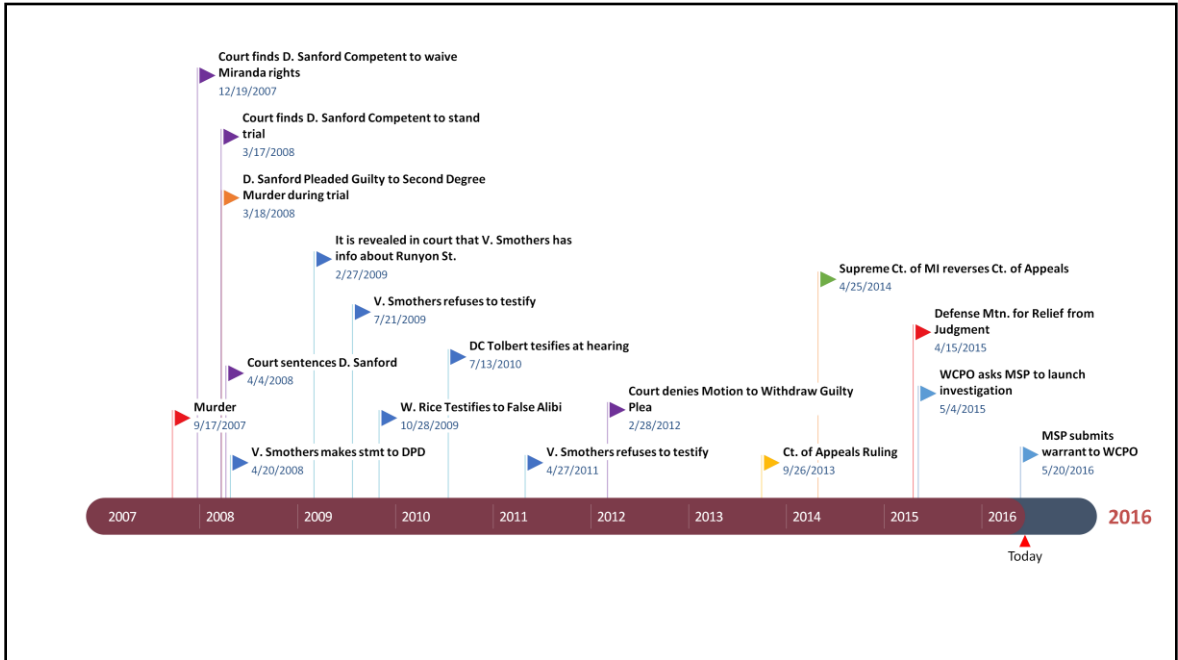 Court finds D. Sanford Competent to waive
Miranda rights
12/19/2007
Court finds D. Sanford Competent to stand
trial
3/17/2008
D. Sanford Pleaded Guilty to Second Degree
Murder during trial
3/18/2008
It is revealed in court that V. Smothers has
info about Runyon St.
2/27/2009
Supreme Ct. of MI reverses Ct. of Appeals
4/25/2014
V. Smothers refuses to testify
7/21/2009
Defense Mtn. for Relief from
Judgment
4/15/2015
DC Tolbert tesifies at hearing
7/13/2010
Court sentences D. Sanford
4/4/2008
WCPO asks MSP to launch
investigation
5/4/2015
Court denies Motion to Withdraw Guilty
Plea
2/28/2012
Murder
9/17/2007
W. Rice Testifies to False Alibi
10/28/2009
MSP submits
warrant to WCPO
5/20/2016
V. Smothers makes stmt to DPD
4/20/2008
V. Smothers refuses to testify
4/27/2011
Ct. of Appeals Ruling
9/26/2013
2007 2008 2009 2010 2011 2012 2013 2014 2015 2016 2016
Today